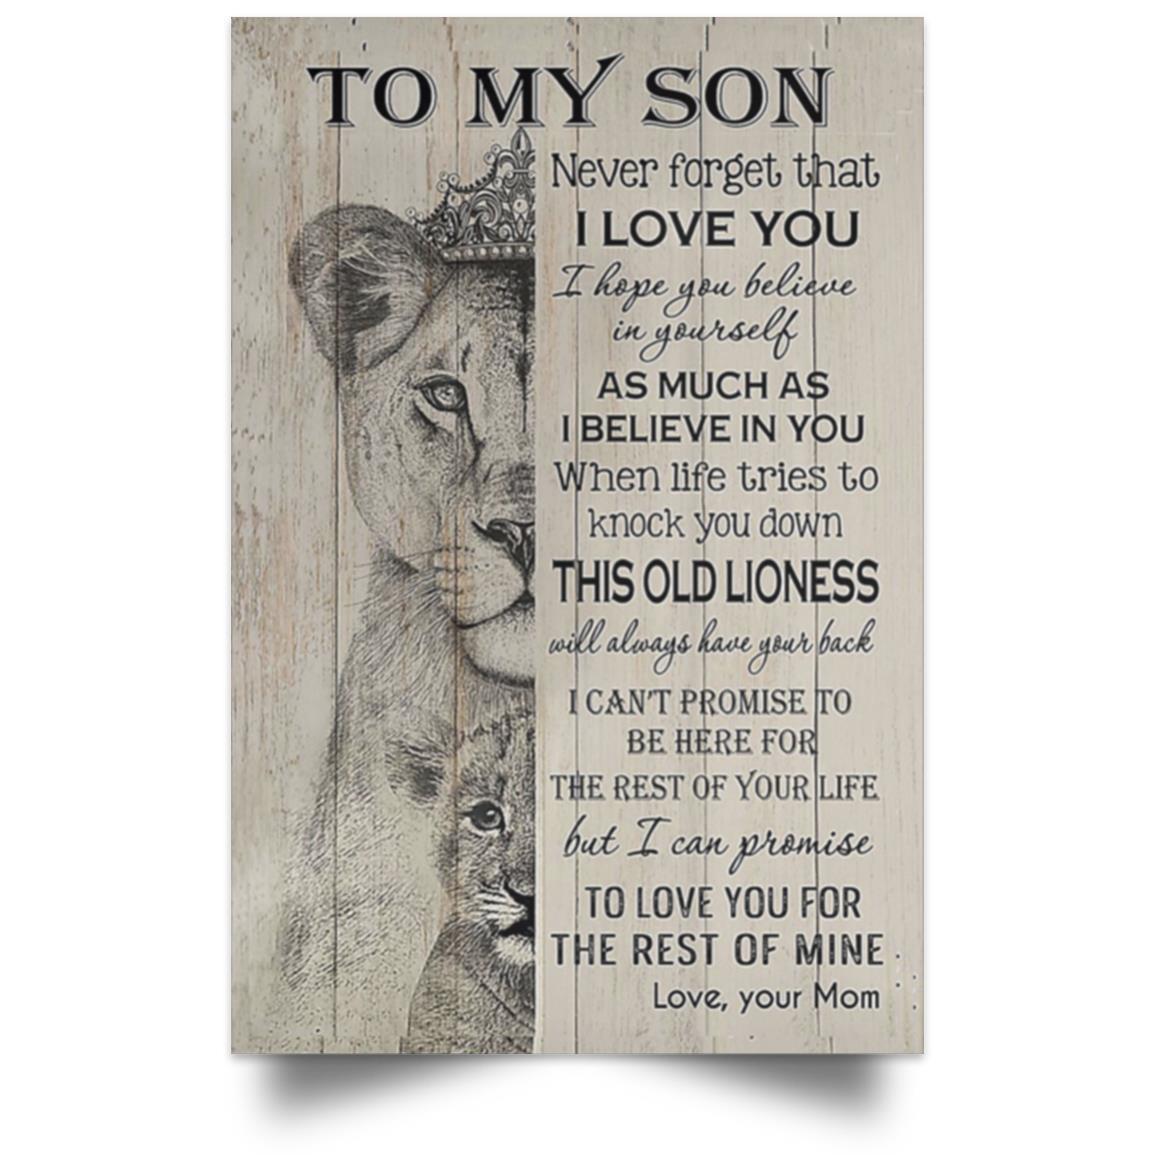 TO MY SON
Never forget that
I LOVE YOU
I hope you believe
in yourself
AS MUCH AS
I BELIEVE IN YOU
When life tries to
knock you down
THIS OLD LIONESS
will always have your back
I CAN'T PROMISE TO
BE HERE FOR
THE REST OF YOUR LIFE
but I can promise
TO LOVE YOU FOR
THE REST OF MINE
Love, your Mom